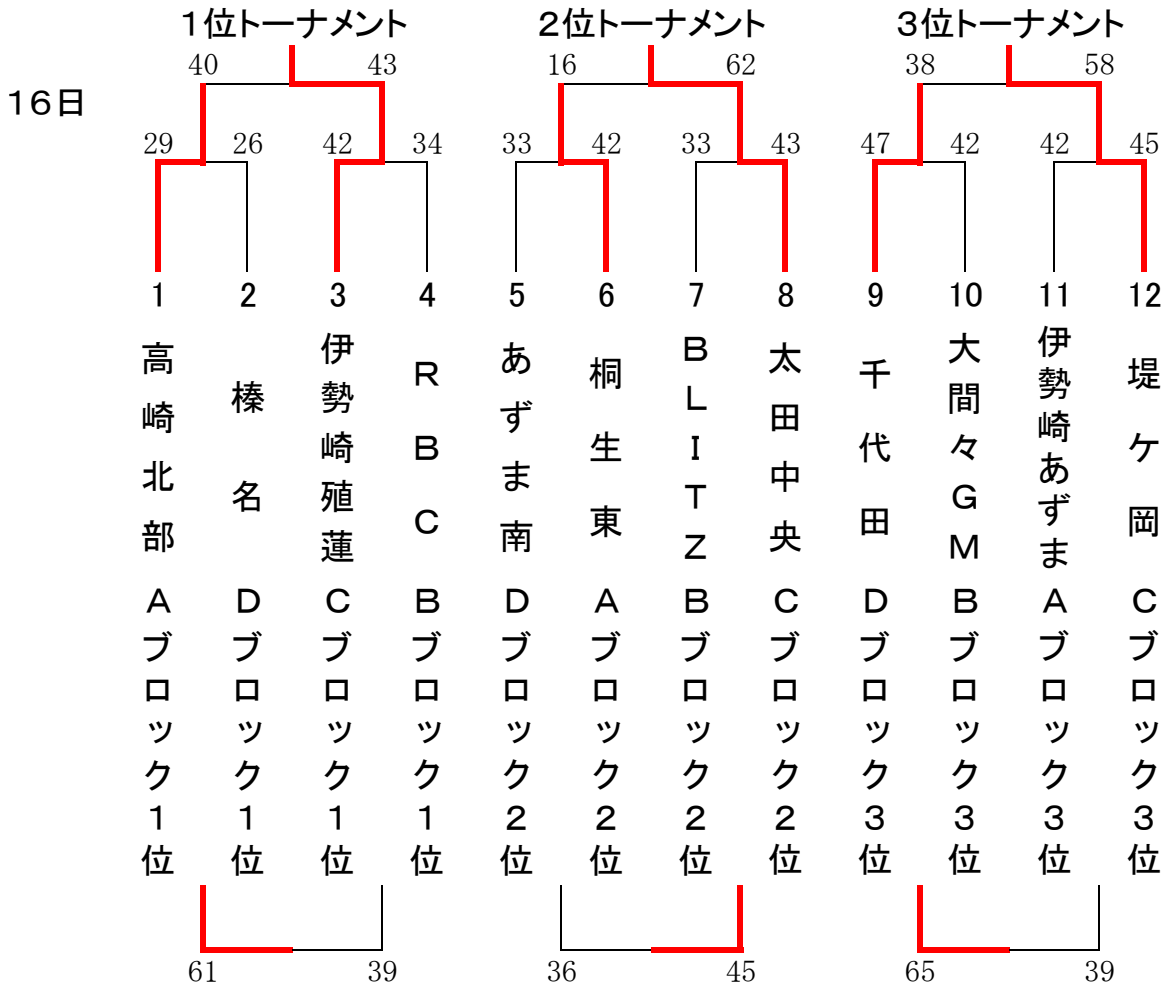 １位トーナメント ２位トーナメント ３位トーナメント
40 43 16 62 38 58
１６日
29 26 42 34 33 42 33 43 47 42 42 45
1 2 3 4 5 6 7 8 9 10 11 12
高崎北部 Ａブロック１位
榛名 Ｄブロック１位
伊勢崎殖蓮 Ｃブロック１位
ＲＢＣ Ｂブロック１位
あずま南 Ｄブロック２位
桐生東 Ａブロック２位
ＢＬＩＴＺ Ｂブロック２位
太田中央 Ｃブロック２位
千代田 Ｄブロック３位
大間々ＧＭ Ｂブロック３位
伊勢崎あずま Ａブロック３位
堤ケ岡 Ｃブロック３位
61 39 36 45 65 39